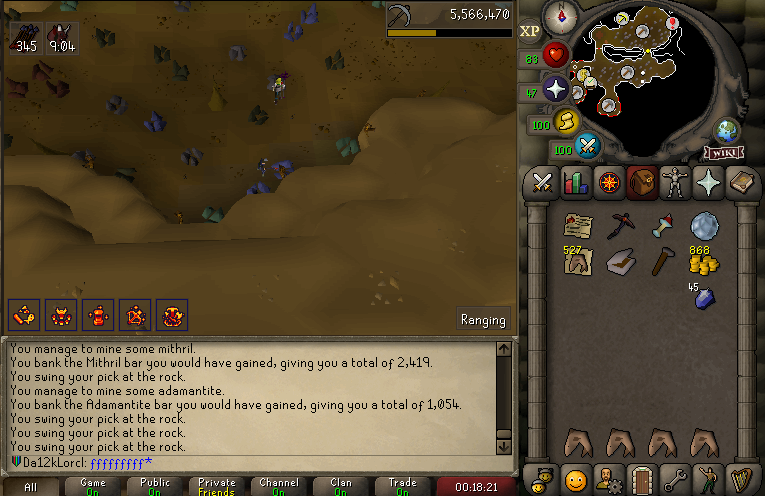 345
9:04
5,566,470
XP
83
47
100
100
WIKI
527
868
45
Ranging
You manage to mine some mithril.
You bank the Mithril bar you would have gained, giving you a total of 2,419.
You swing your pick at the rock.
You manage to mine some adamantite.
You bank the Adamantite bar you would have gained, giving you a total of 1,054.
You swing your pick at the rock.
You swing your pick at the rock.
You swing your pick at the rock.
Da12kLorcl: fffffffff*
All
Game
On
Public
On
Private
Friends
Channel
On
Clan
On
Trade
On
00:18:21